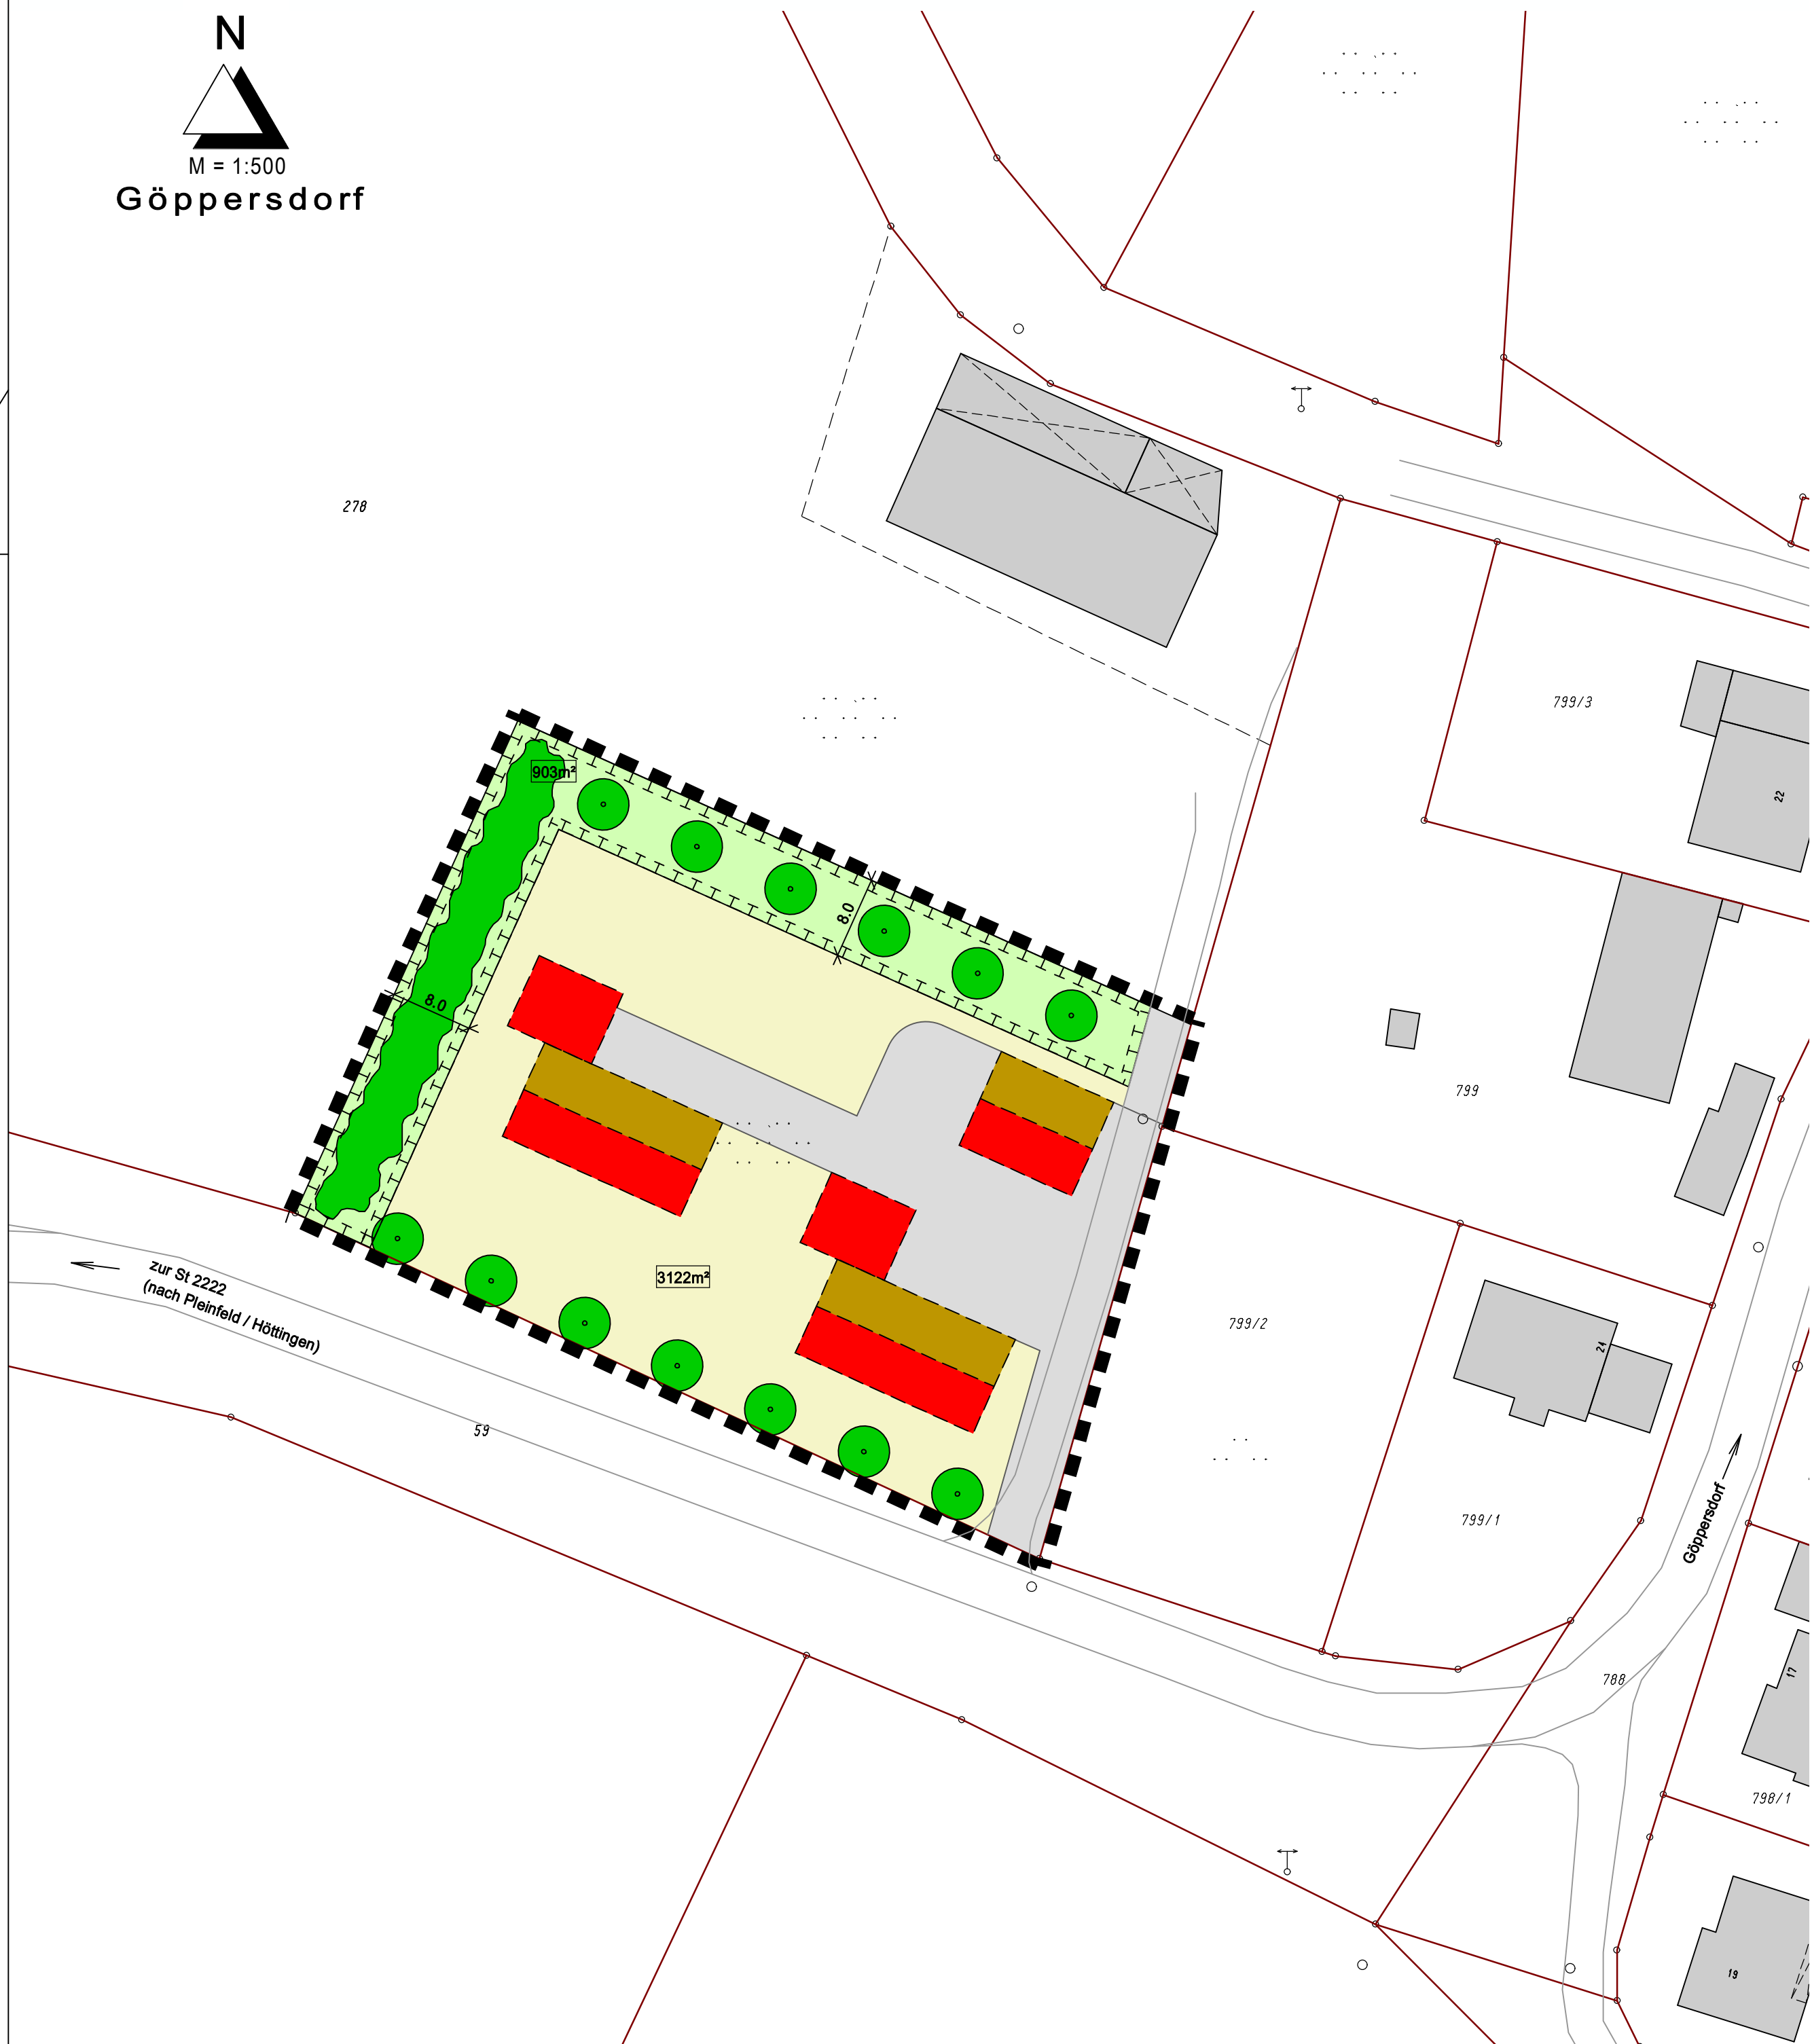 N
M = 1:500
Göppersdorf
278
799/3
22
903m²
8.0
8.0
799
3122m²
zur St 2222
(nach Pleinfeld / Höttingen)
799/2
24
59
799/1
Göppersdorf
788
17
798/1
19